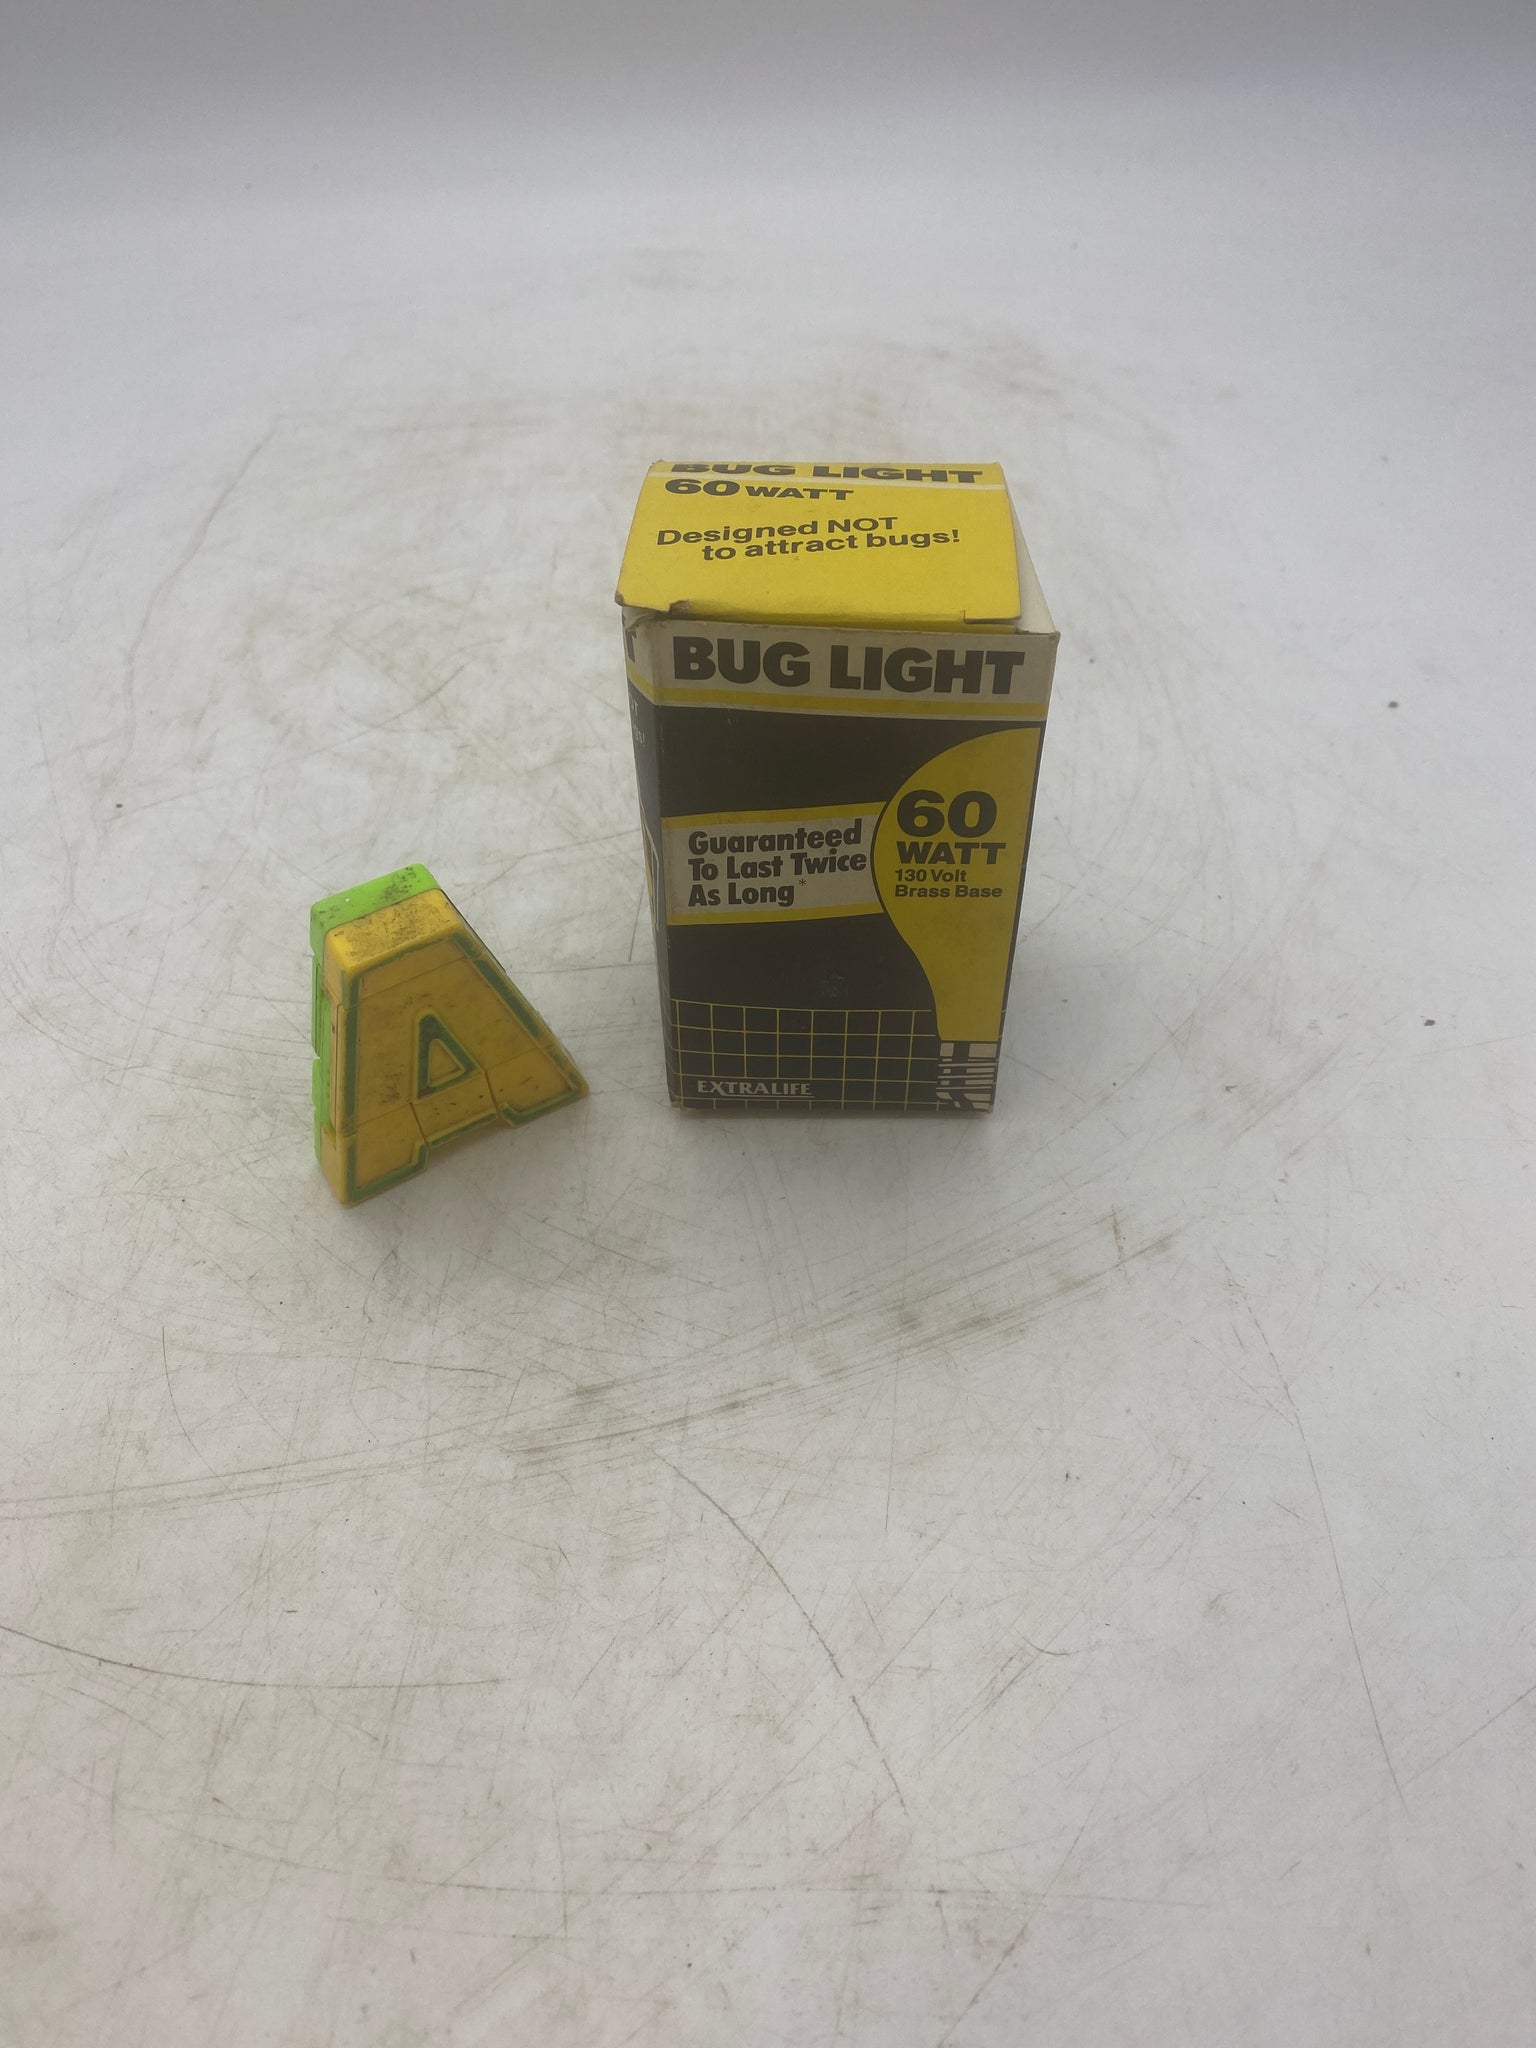 BUG LIGHT
60 WATT
Designed NOT
to attract bugs!
BUG LIGHT
Guaranteed
To Last Twice
As Long*
60
WATT
130 Volt
Brass Base
EXTRALIFE
A